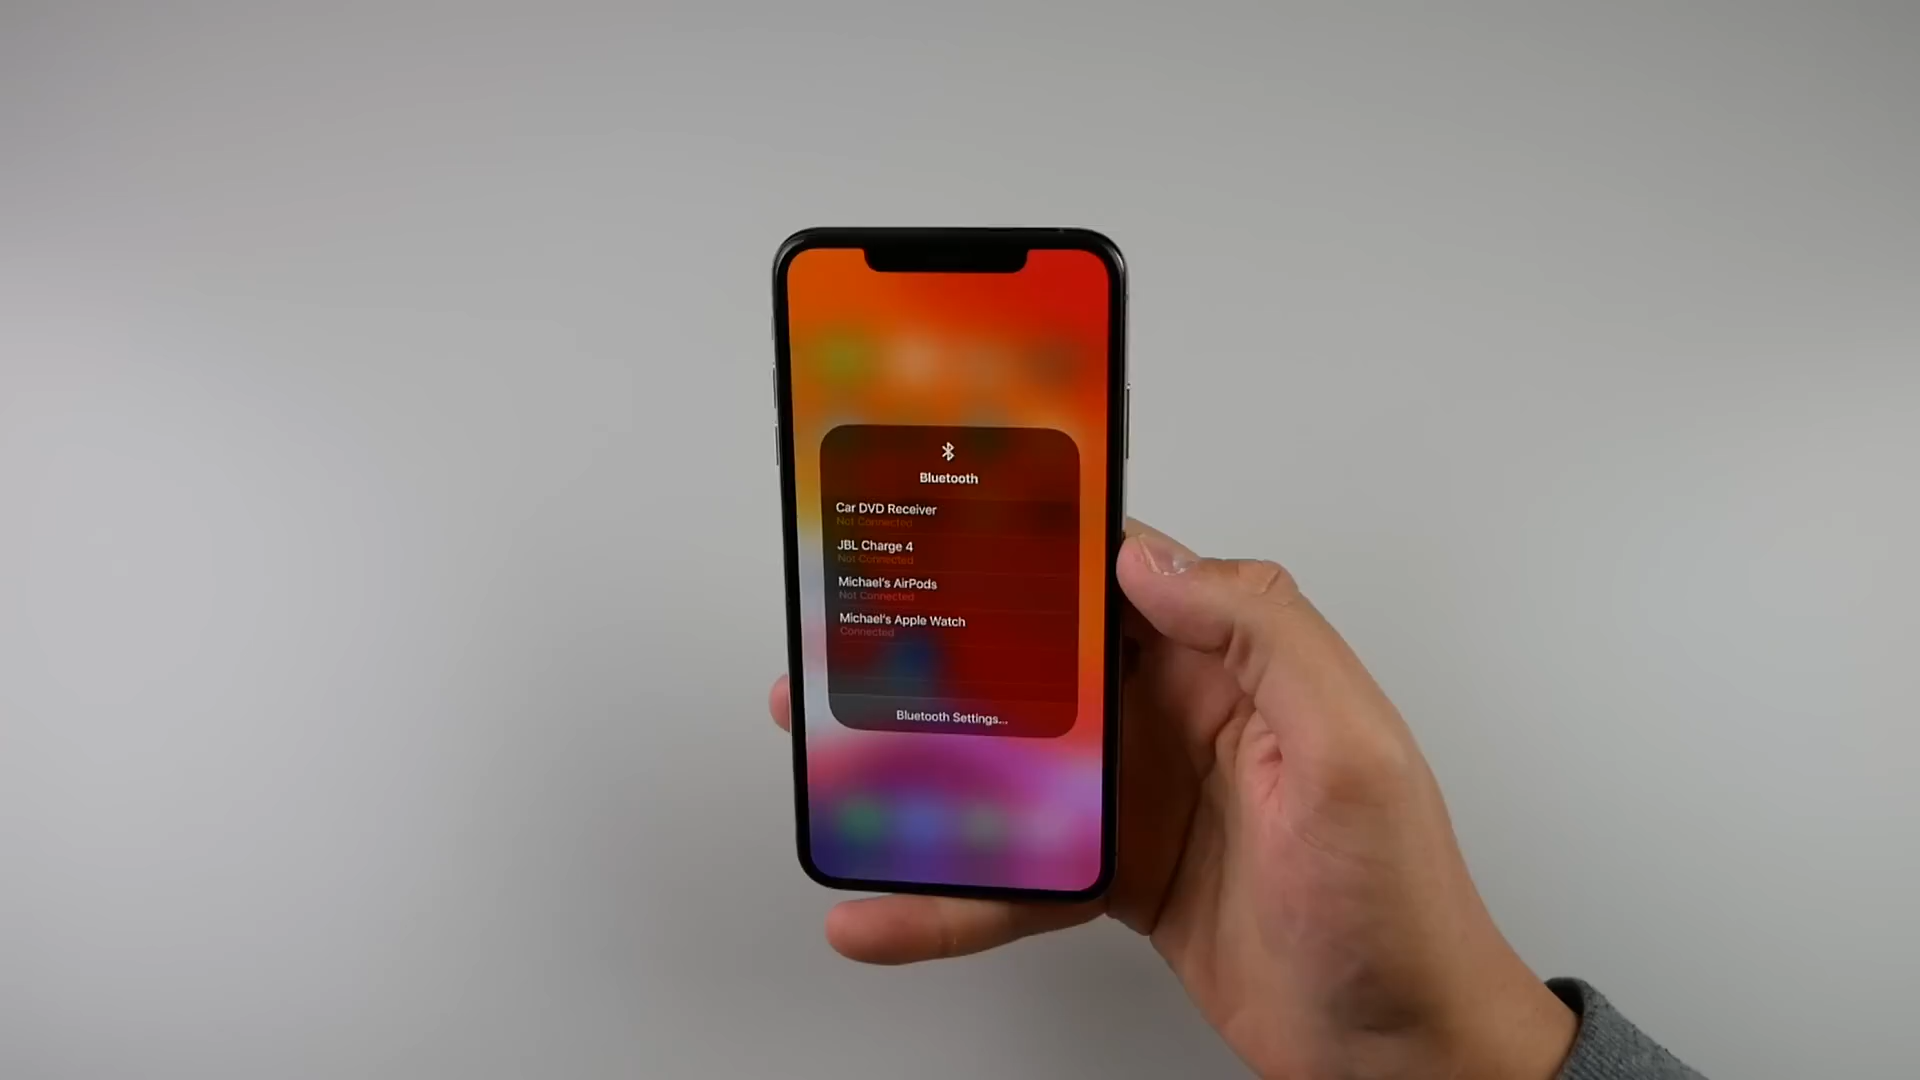 Bluetooth
Car DVD Receiver
Not Connected
JBL Charge 4
Not Connected
Michael's AirPods
Not Connected
Michael's Apple Watch
Connected
Bluetooth Settings...